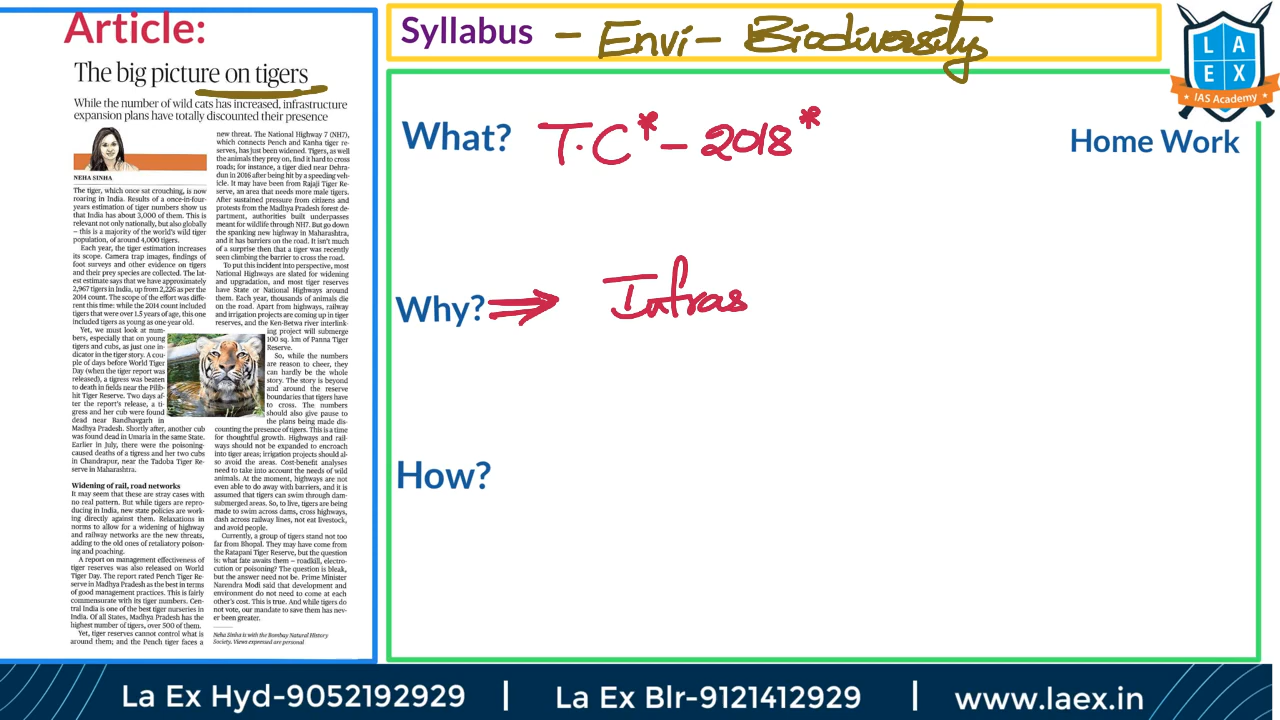 Article:
The big picture on tigers
While the number of wild cats has increased, infrastructure
expansion plans have totally discounted their presence
NEHA SINHA
The tiger, which once sat crouching, is now
roaring in India. Results of a once-in-four-
years estimation of tiger numbers show us
that India has about 3,000 of them. This is
relevant not only nationally, but also globally
– this is a majority of the world's wild tiger
population, of around 4,000 tigers.
Each year, the tiger estimation increases
its scope. Camera trap images, findings of
foot surveys and other evidence on tigers
and their prey species are collected. The lat-
est estimate says that we have approximately
2,967 tigers in India, up from 2,226 as per the
2014 count. The scope of the effort was diffe-
rent this time: while the 2014 count included
tigers that were over 1.5 years of age, this one
included tigers as young as one year old.
Yet, we must look at num-
bers, especially that on young
tigers and cubs, as just one in-
dicator in the tiger story. A cou-
ple of days before World Tiger
Day (when the tiger report was
released), a tigress was beaten
to death in fields near the Pilib-
hit Tiger Reserve. Two days af-
ter the report's release, a ti-
gress and her cub were found
dead near Bandhavgarh in
Madhya Pradesh. Shortly after, another cub
was found dead in Umaria in the same State.
Earlier in July, there were the poisoning-
caused deaths of a tigress and her two cubs
in Chandrapur, near the Tadoba Tiger Re-
serve in Maharashtra.
Widening of rail, road networks
It may seem that these are stray cases with
no real pattern. But while tigers are repro-
ducing in India, new state policies are wor-
king directly against them. Relaxations in
norms to allow for a widening of highway
and railway networks are the new threats,
adding to the old ones of retaliatory poison-
ing and poaching.
A report on management effectiveness of
tiger reserves was also released on World
Tiger Day. The report rated Pench Tiger Re-
serve in Madhya Pradesh as the best in terms
of good management practices. This is fairly
commensurate with its tiger numbers. Cen-
tral India is one of the best tiger nurseries in
India. Of all States, Madhya Pradesh has the
highest number of tigers, over 500 of them.
Yet, tiger reserves cannot control what is
around them; and the Pench tiger faces a
new threat. The National Highway 7 (NH7),
which connects Pench and Kanha tiger re-
serves, has just been widened. Tigers, as well
the animals they prey on, find it hard to cross
roads; for instance, a tiger died near Dehra-
dun in 2016 after being hit by a speeding veh-
icle. It may have been from Rajaji Tiger Re-
serve, an area that needs more male tigers.
After sustained pressure from citizens and
protests from the Madhya Pradesh forest de-
partment, authorities built underpasses
meant for wildlife through NH7. But go down
the spanking new highway in Maharashtra,
and it has barriers on the road. It isn't much
of a surprise then that a tiger was recently
seen climbing the barrier to cross the road.
To put this incident into perspective, most
National Highways are slated for widening
and upgradation, and most tiger reserves
have State or National Highways around
them. Each year, thousands of animals die
on the road. Apart from highways, railway
and irrigation projects are coming up in tiger
reserves, and the Ken-Betwa river interlink-
ing project will submerge
100 sq. km of Panna Tiger
Reserve.
So, while the numbers
are reason to cheer, they
can hardly be the whole
story. The story is beyond
and around the reserve
boundaries that tigers have
to cross. The numbers
should also give pause to
the plans being made dis-
counting the presence of tigers. This is a time
for thoughtful growth. Highways and rail-
ways should not be expanded to encroach
into tiger areas; irrigation projects should al-
so avoid the areas. Cost-benefit analyses
need to take into account the needs of wild
animals. At the moment, highways are not
even able to do away with barriers, and it is
assumed that tigers can swim through dam-
submerged areas. So, to live, tigers are being
made to swim across dams, cross highways,
dash across railway lines, not eat livestock,
and avoid people.
Currently, a group of tigers stand not too
far from Bhopal. They may have come from
the Ratapani Tiger Reserve, but the question
is: what fate awaits them – roadkill, electro-
cution or poisoning? The question is bleak,
but the answer need not be. Prime Minister
Narendra Modi said that development and
environment do not need to come at each
other's cost. This is true. And while tigers do
not vote, our mandate to save them has nev-
er been greater.
Neha Sinha is with the Bombay Natural History
Society. Views expressed are personal
Syllabus - Envi - Biodiversity
LAEX
IAS Academy
What? T.C* - 2018*
Home Work
Why? ⇒ Infras
How?
La Ex Hyd-9052192929 | La Ex Blr-9121412929 | www.laex.in